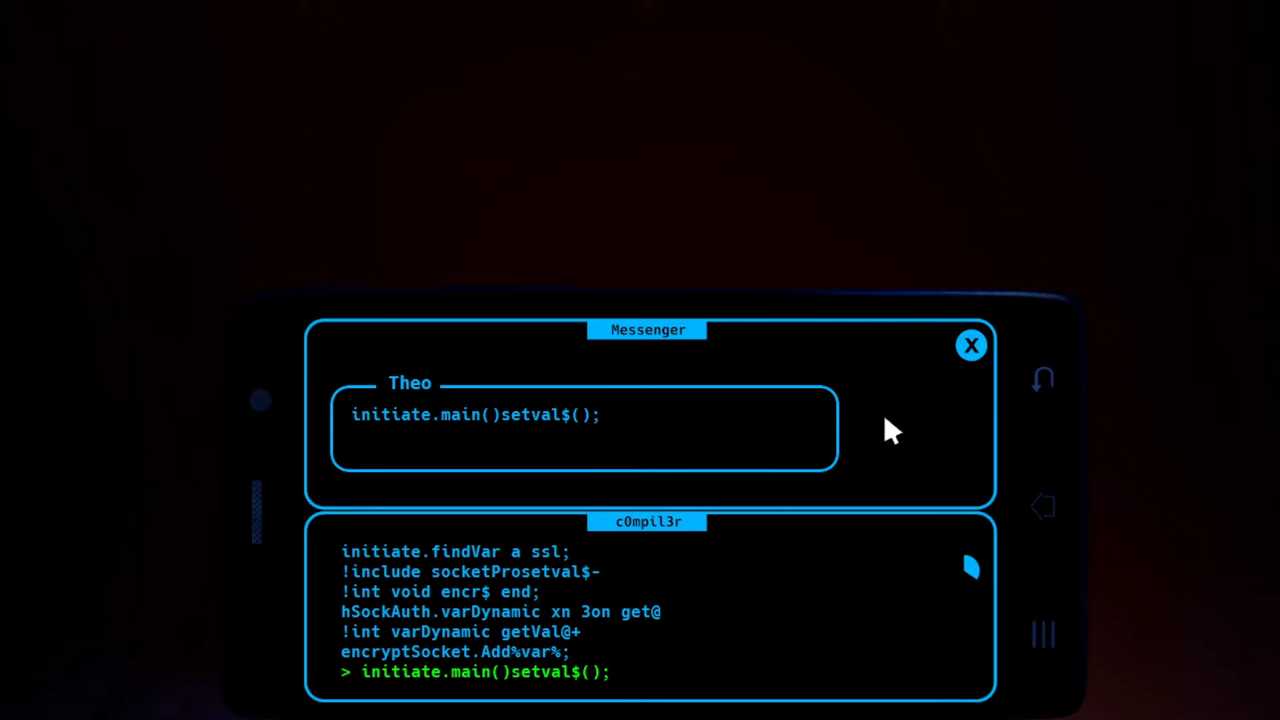 Messenger
X
Theo
initiate.main()setval$();
c0mpil3r
initiate.findVar a ssl;
!include socketProsetval$-
!int void encr$ end;
hSockAuth.varDynamic xn 3on get@
!int varDynamic getVal@+
encryptSocket.Add%var%;
> initiate.main()setval$();